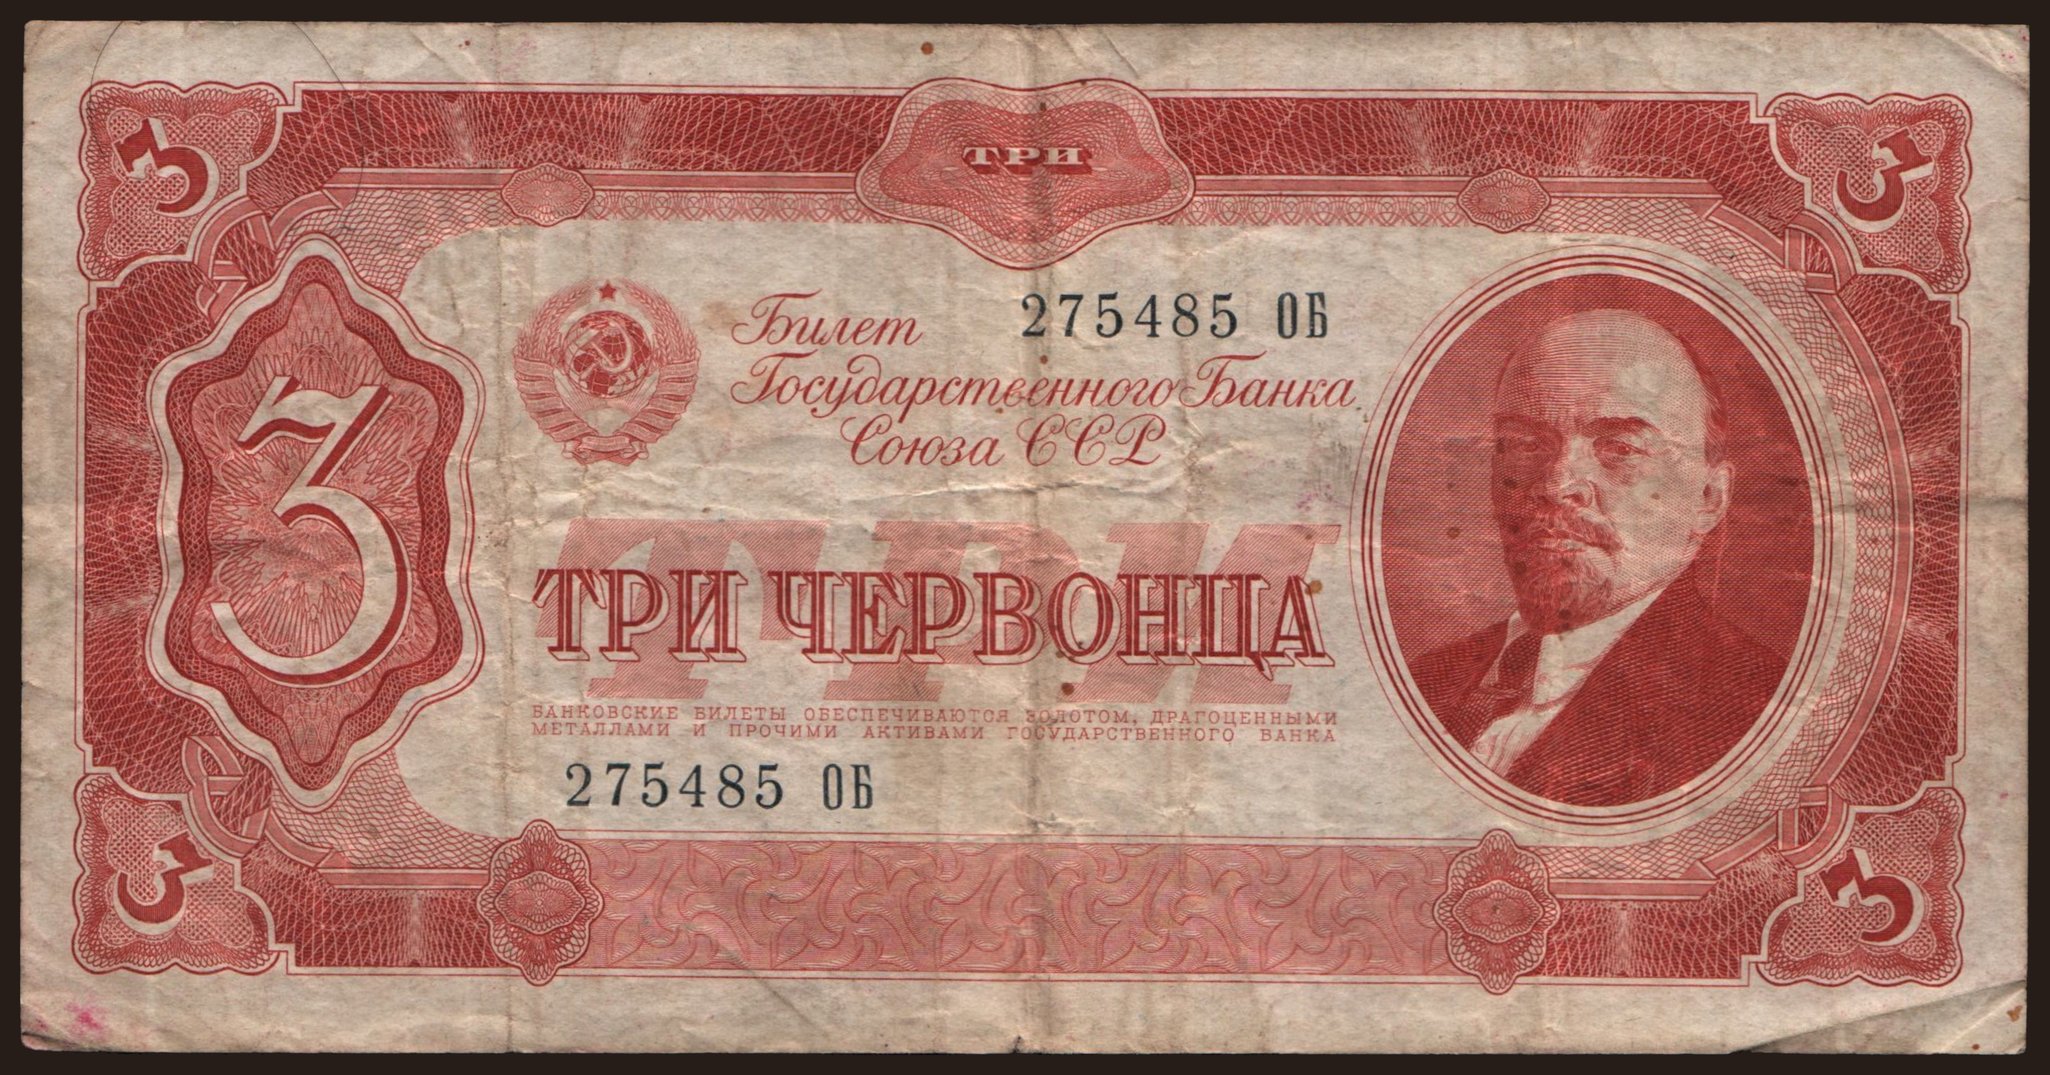 3
ТРИ
3
Билет
275485 ОБ
Государственного Банка
Союза ССР
3
ТРИ
ТРИ ЧЕРВОНЦА
БАНКОВСКИЕ БИЛЕТЫ ОБЕСПЕЧИВАЮТСЯ ЗОЛОТОМ, ДРАГОЦЕННЫМИ
МЕТАЛЛАМИ И ПРОЧИМИ АКТИВАМИ ГОСУДАРСТВЕННОГО БАНКА
275485 ОБ
3
3